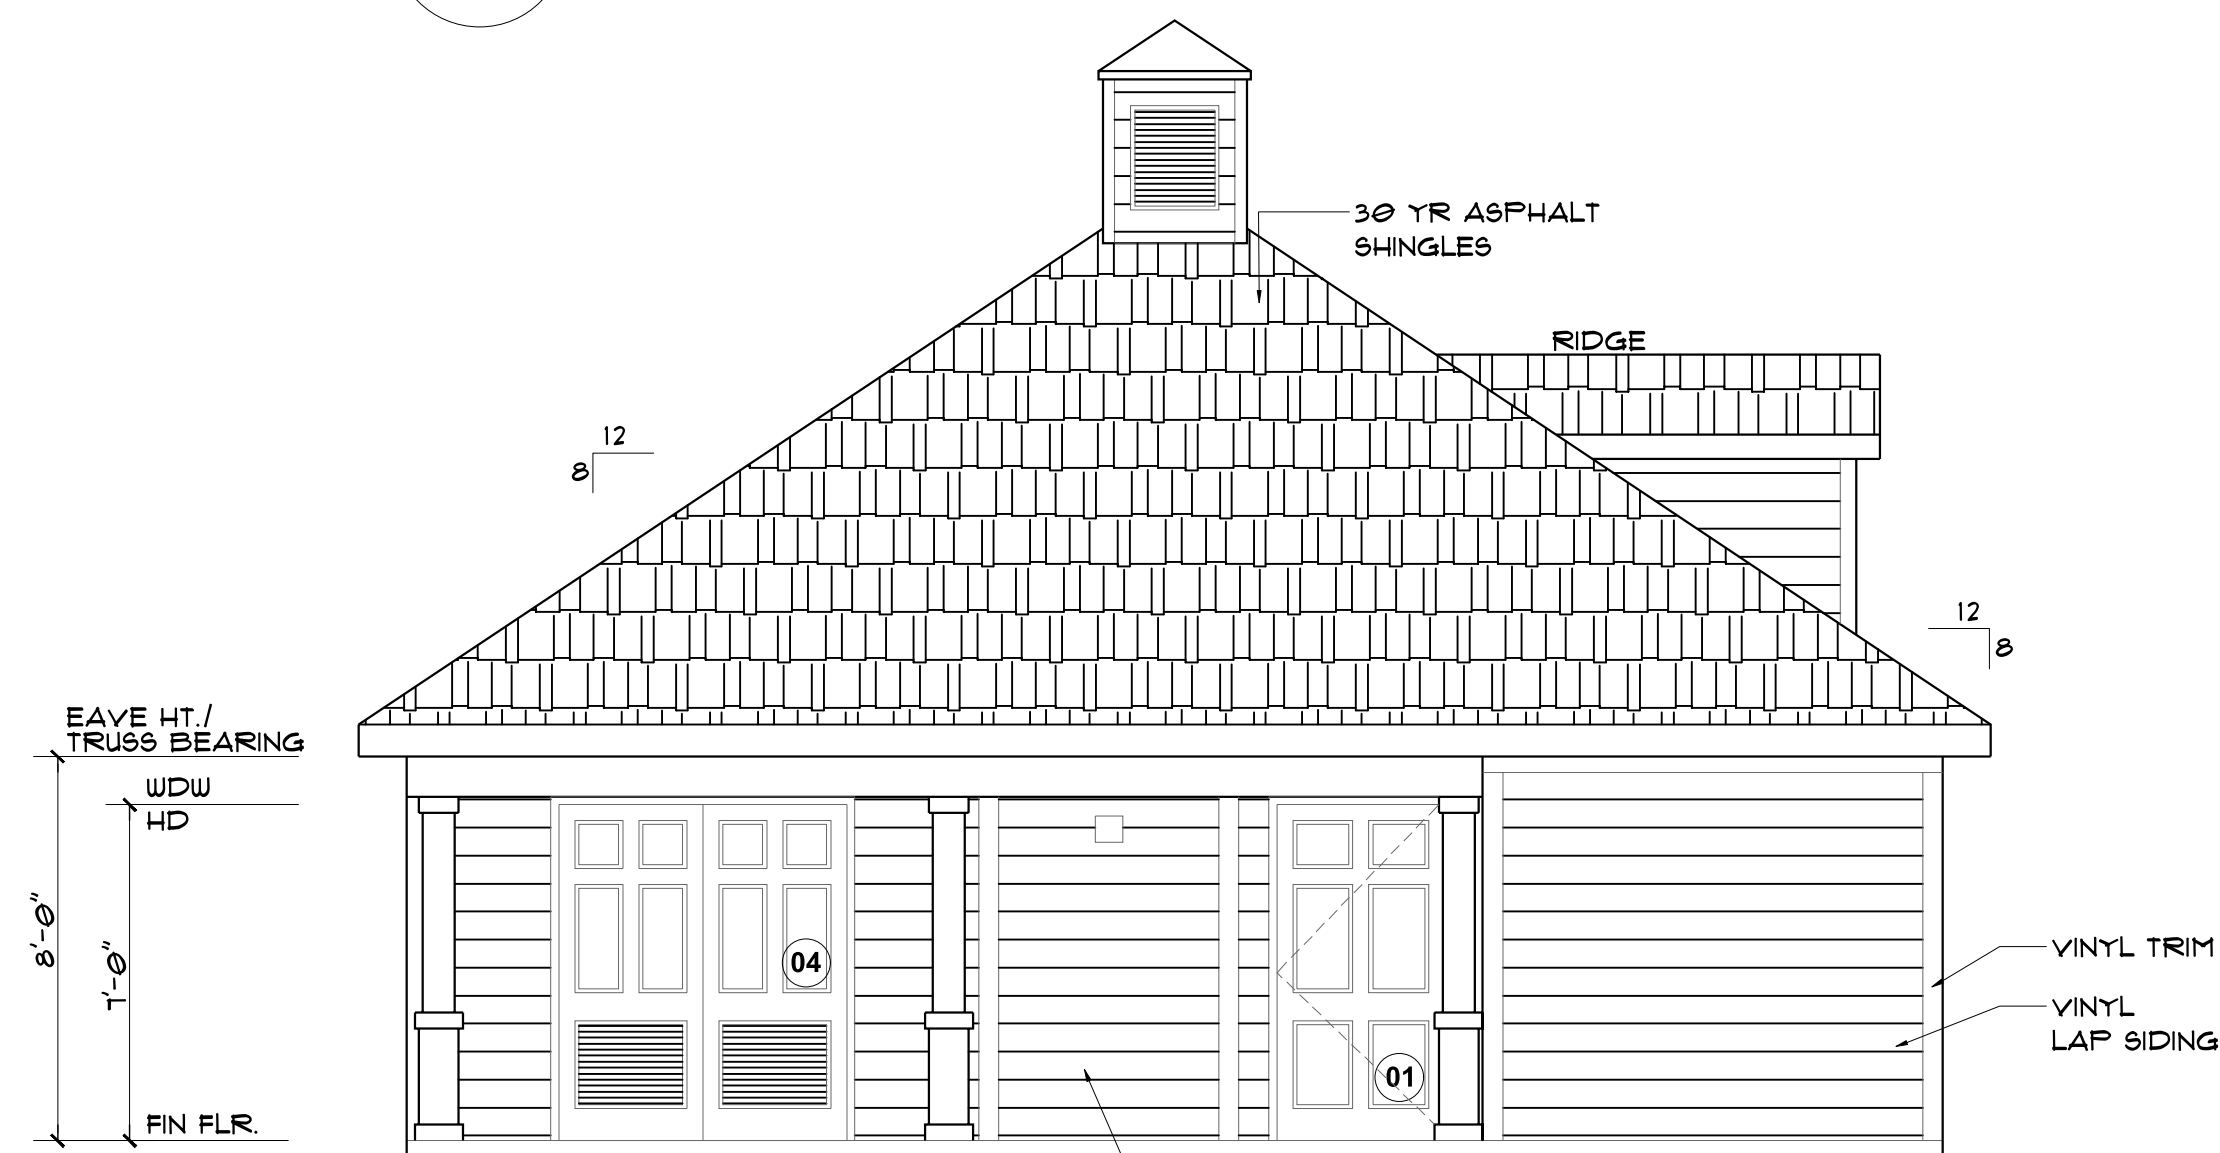 30 YR ASPHALT
SHINGLES
RIDGE
12
8
12
8
EAVE HT./
TRUSS BEARING
WDW
HD
8'-0"
7'-0"
FIN FLR.
04
01
VINYL TRIM
VINYL
LAP SIDING